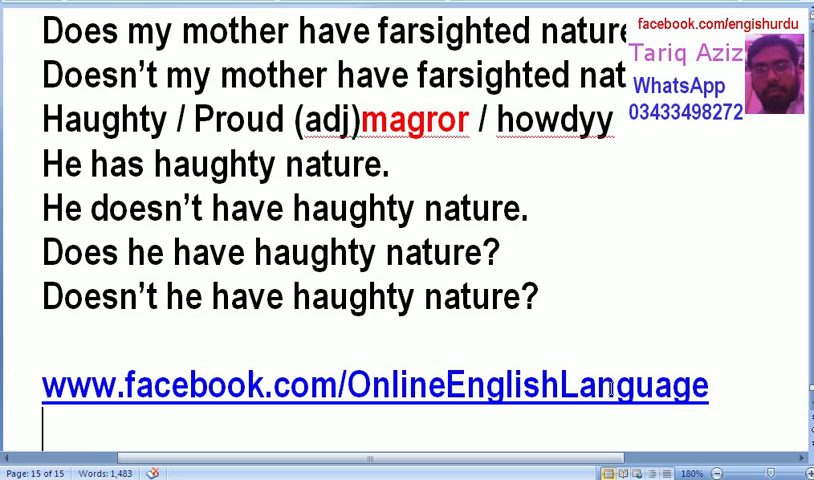 Does my mother have farsighted nature
facebook.com/engishurdu
Tariq Aziz
Doesn't my mother have farsighted nat
WhatsApp
03433498272
Haughty / Proud (adj)magror / howdyy
He has haughty nature.
He doesn't have haughty nature.
Does he have haughty nature?
Doesn't he have haughty nature?
www.facebook.com/OnlineEnglishLanguage
Page: 15 of 15 Words: 1,483 180%